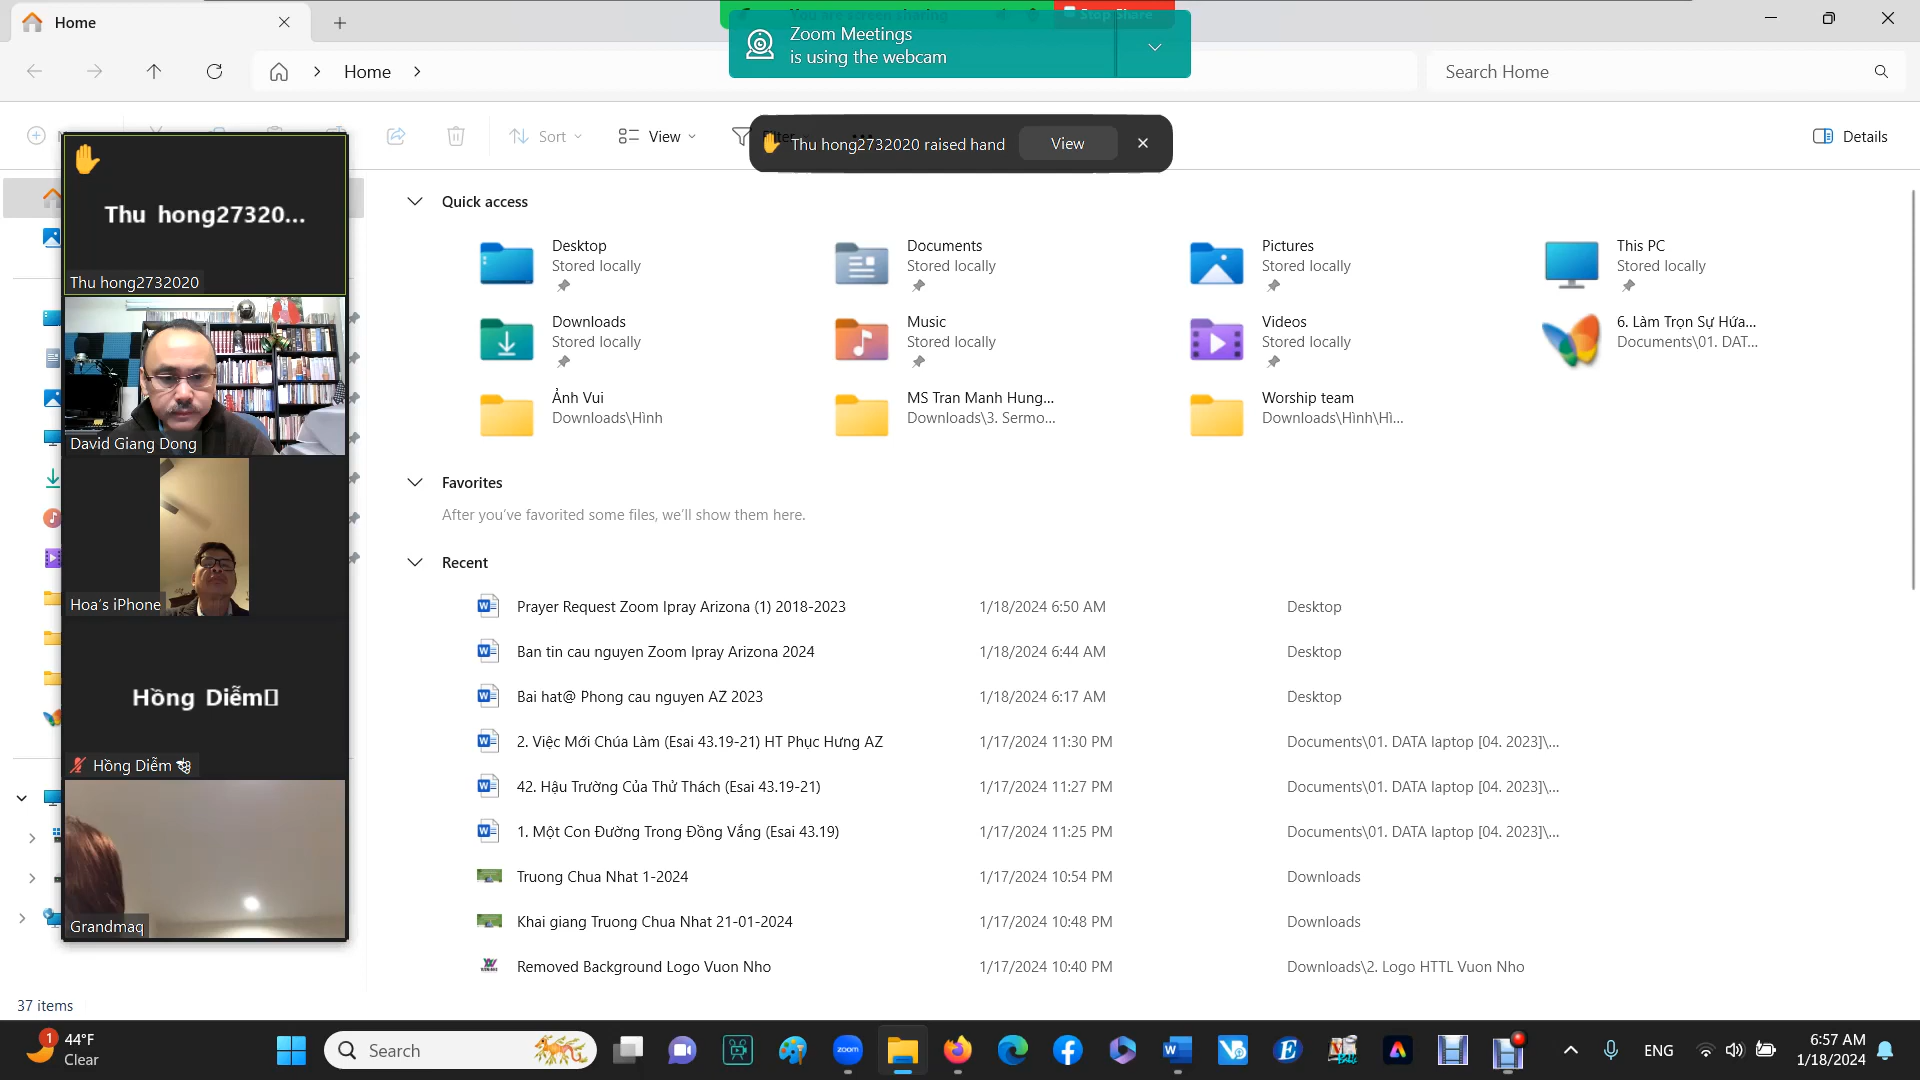 Home
Stop Share
Zoom Meetings
is using the webcam
Home
Search Home
Sort
View
Filter
Details
Thu hong2732020 raised hand
View
Thu hong27320...
Thu hong2732020
David Giang Dong
Hoa's iPhone
Hồng Diễm
Hồng Diễm
Grandmaq
Quick access
Desktop
Stored locally
Documents
Stored locally
Pictures
Stored locally
This PC
Stored locally
Downloads
Stored locally
Music
Stored locally
Videos
Stored locally
6. Làm Trọn Sự Hứa...
Documents\01. DAT...
Ảnh Vui
Downloads\Hình
MS Tran Manh Hung...
Downloads\3. Sermo...
Worship team
Downloads\Hình\Hì...
Favorites
After you've favorited some files, we'll show them here.
Recent
Prayer Request Zoom Ipray Arizona (1) 2018-2023 1/18/2024 6:50 AM Desktop
Ban tin cau nguyen Zoom Ipray Arizona 2024 1/18/2024 6:44 AM Desktop
Bai hat@ Phong cau nguyen AZ 2023 1/18/2024 6:17 AM Desktop
2. Việc Mới Chúa Làm (Esai 43.19-21) HT Phục Hưng AZ 1/17/2024 11:30 PM Documents\01. DATA laptop [04. 2023]\...
42. Hậu Trường Của Thử Thách (Esai 43.19-21) 1/17/2024 11:27 PM Documents\01. DATA laptop [04. 2023]\...
1. Một Con Đường Trong Đồng Vắng (Esai 43.19) 1/17/2024 11:25 PM Documents\01. DATA laptop [04. 2023]\...
Truong Chua Nhat 1-2024 1/17/2024 10:54 PM Downloads
Khai giang Truong Chua Nhat 21-01-2024 1/17/2024 10:48 PM Downloads
Removed Background Logo Vuon Nho 1/17/2024 10:40 PM Downloads\2. Logo HTTL Vuon Nho
37 items
1
44°F
Clear
Search
zoom
ENG
6:57 AM
1/18/2024